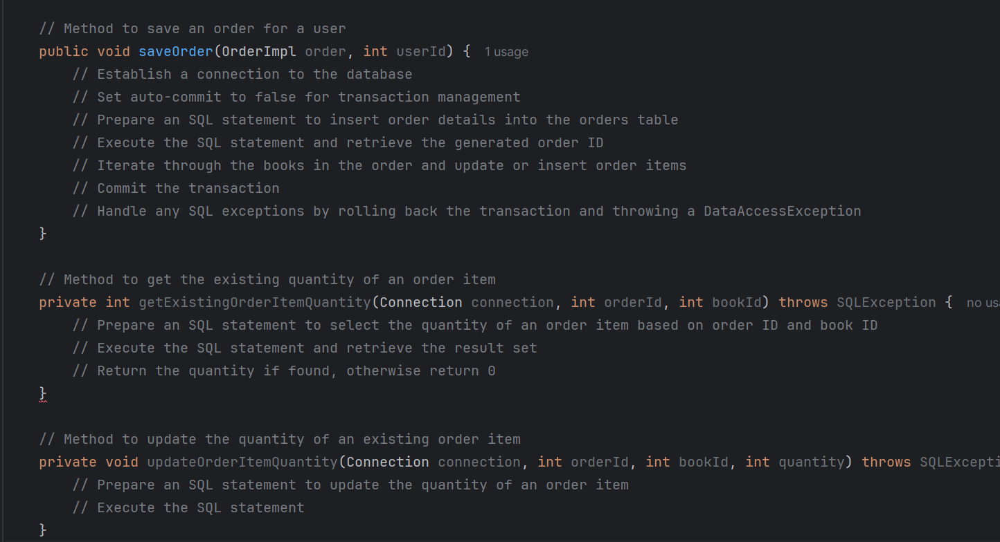 // Method to save an order for a user
public void saveOrder(OrderImpl order, int userId) { 1 usage
// Establish a connection to the database
// Set auto-commit to false for transaction management
// Prepare an SQL statement to insert order details into the orders table
// Execute the SQL statement and retrieve the generated order ID
// Iterate through the books in the order and update or insert order items
// Commit the transaction
// Handle any SQL exceptions by rolling back the transaction and throwing a DataAccessException
}
// Method to get the existing quantity of an order item
private int getExistingOrderItemQuantity(Connection connection, int orderId, int bookId) throws SQLException { no
// Prepare an SQL statement to select the quantity of an order item based on order ID and book ID
// Execute the SQL statement and retrieve the result set
// Return the quantity if found, otherwise return 0
}
// Method to update the quantity of an existing order item
private void updateOrderItemQuantity(Connection connection, int orderId, int bookId, int quantity) throws
// Prepare an SQL statement to update the quantity of an order item
// Execute the SQL statement
}